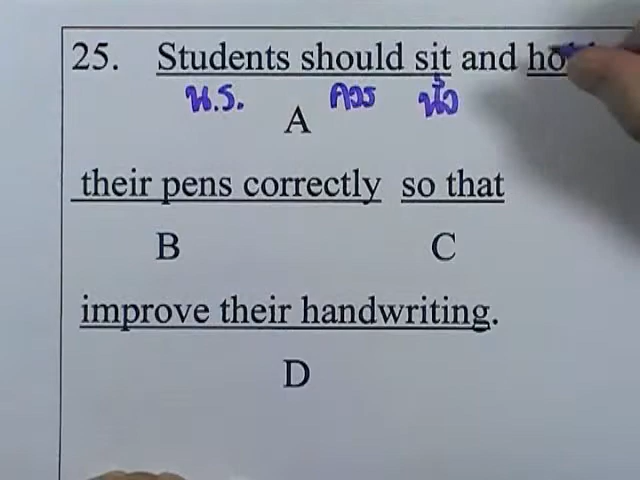 25. Students should sit and
น.ร. ควร นั่ง
A
their pens correctly so that
B C
improve their handwriting.
D